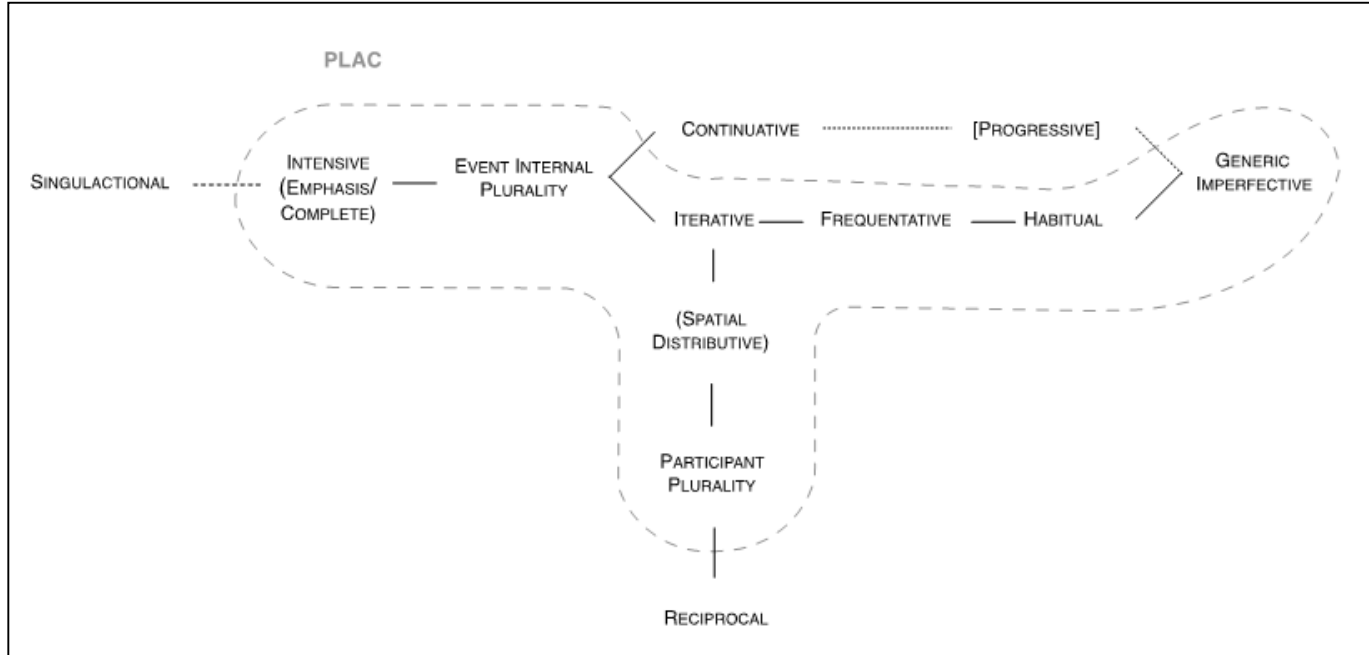 PLAC
CONTINUATIVE
[PROGRESSIVE]
SINGULACTIONAL
INTENSIVE
(EMPHASIS/
COMPLETE)
EVENT INTERNAL
PLURALITY
GENERIC
IMPERFECTIVE
ITERATIVE
FREQUENTATIVE
HABITUAL
(SPATIAL
DISTRIBUTIVE)
PARTICIPANT
PLURALITY
RECIPROCAL